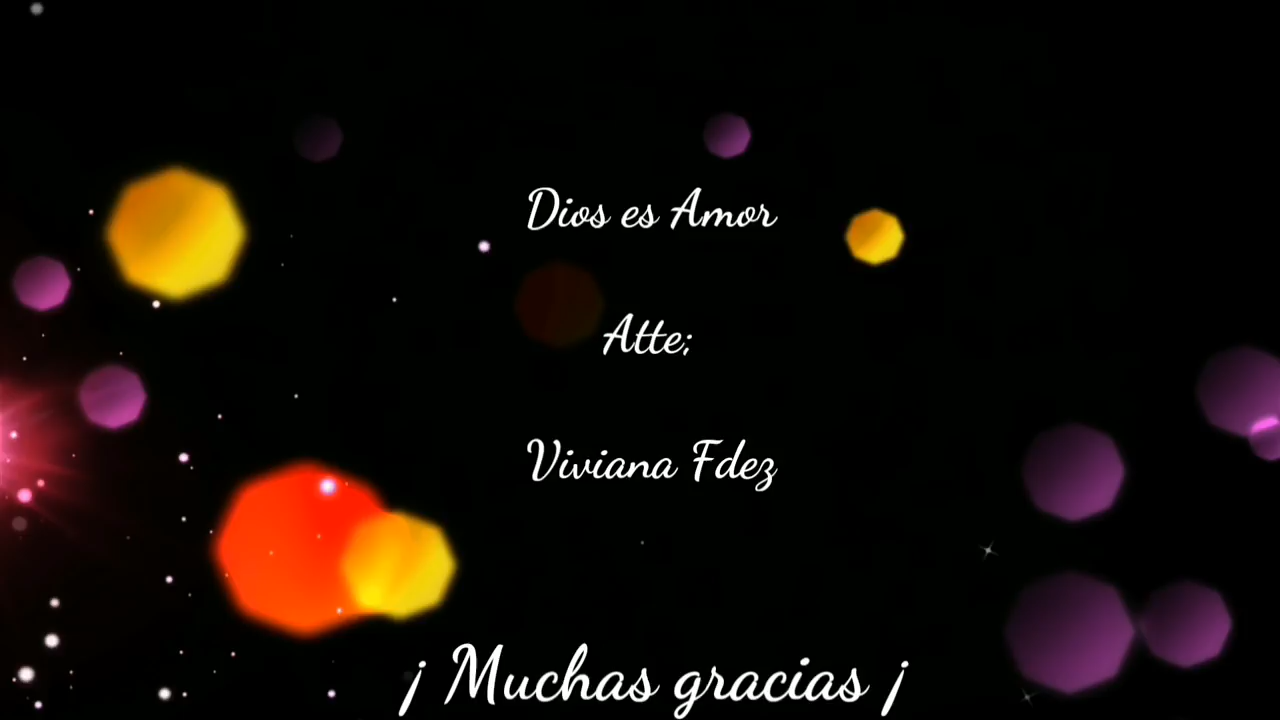 Dios es Amor
Atte;
Viviana Fdez
¡ Muchas gracias ¡